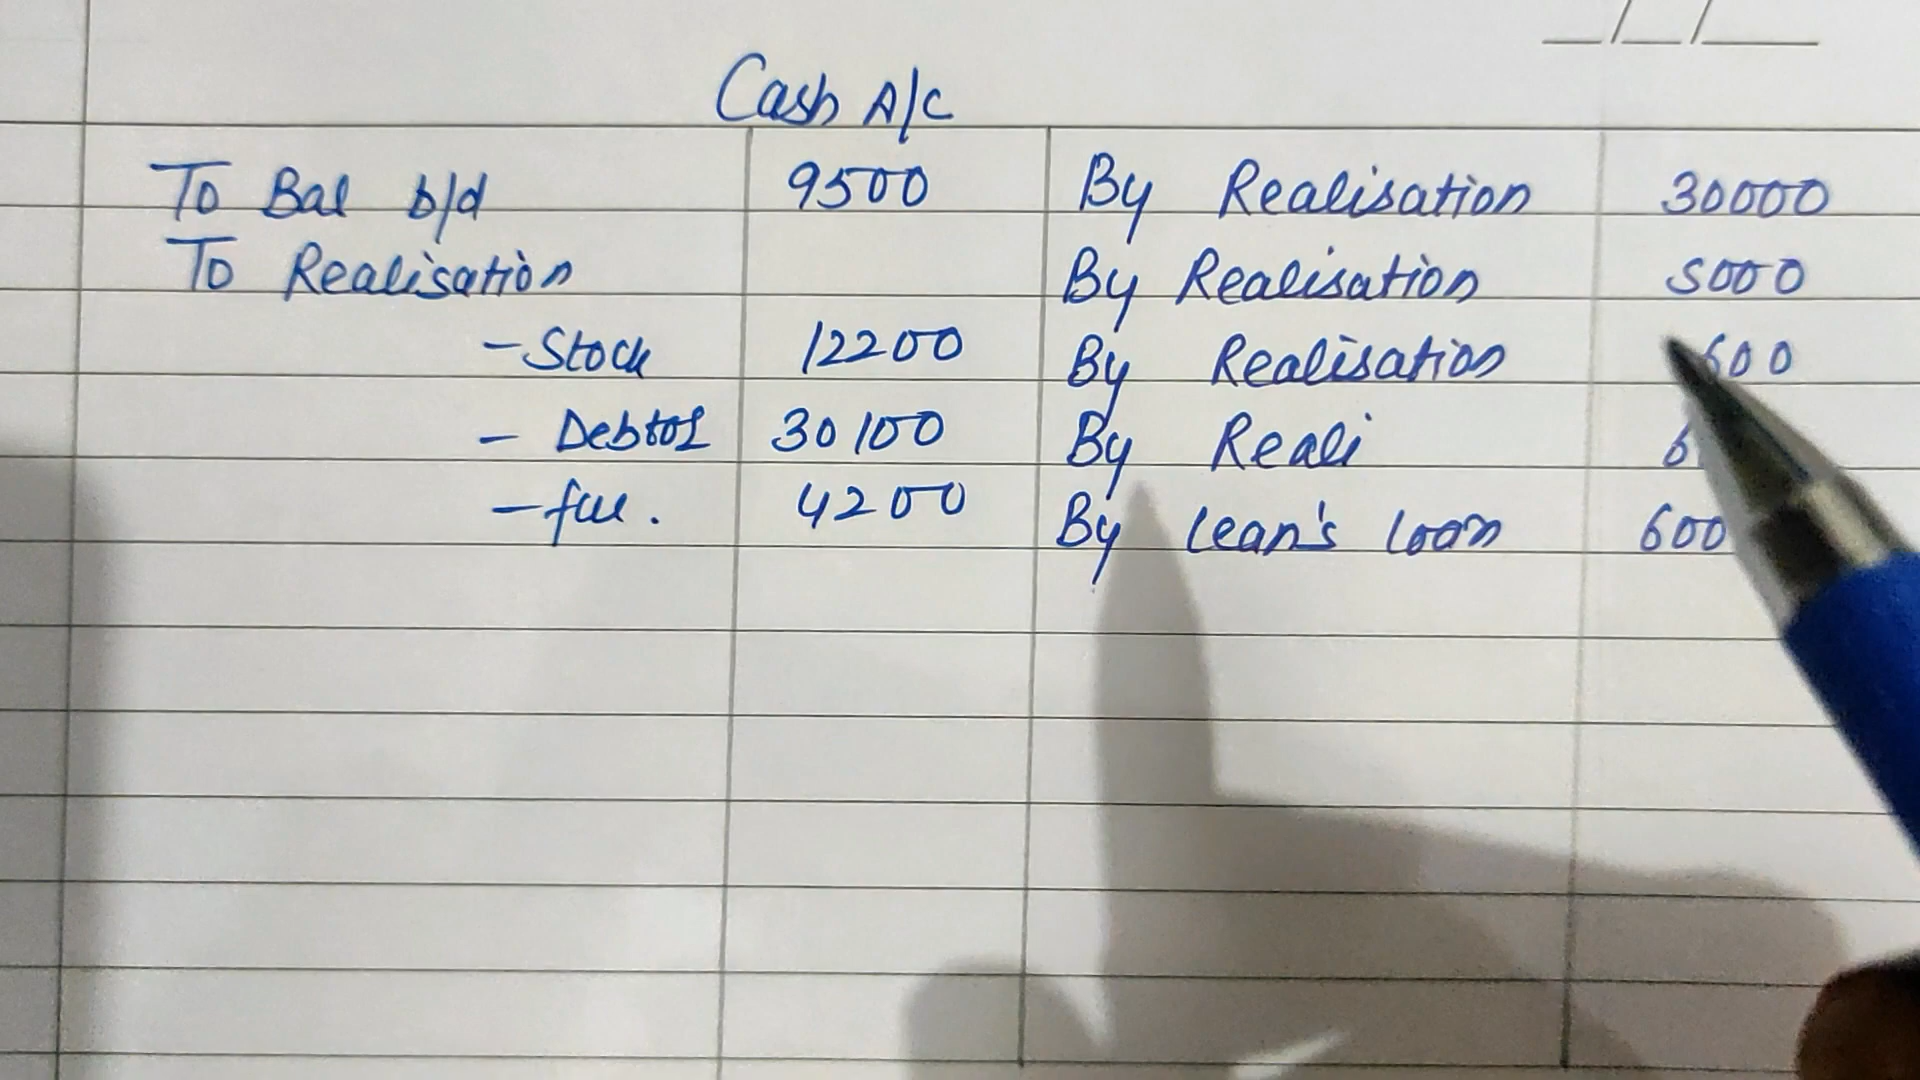 Cash A/c
To Bal b/d 9500 By Realisation 30000
To Realisation By Realisation 5000
- Stock 12200 By Realisation 600
- Debtor 30100 By Reali
- fur. 4200 By Lean's loan